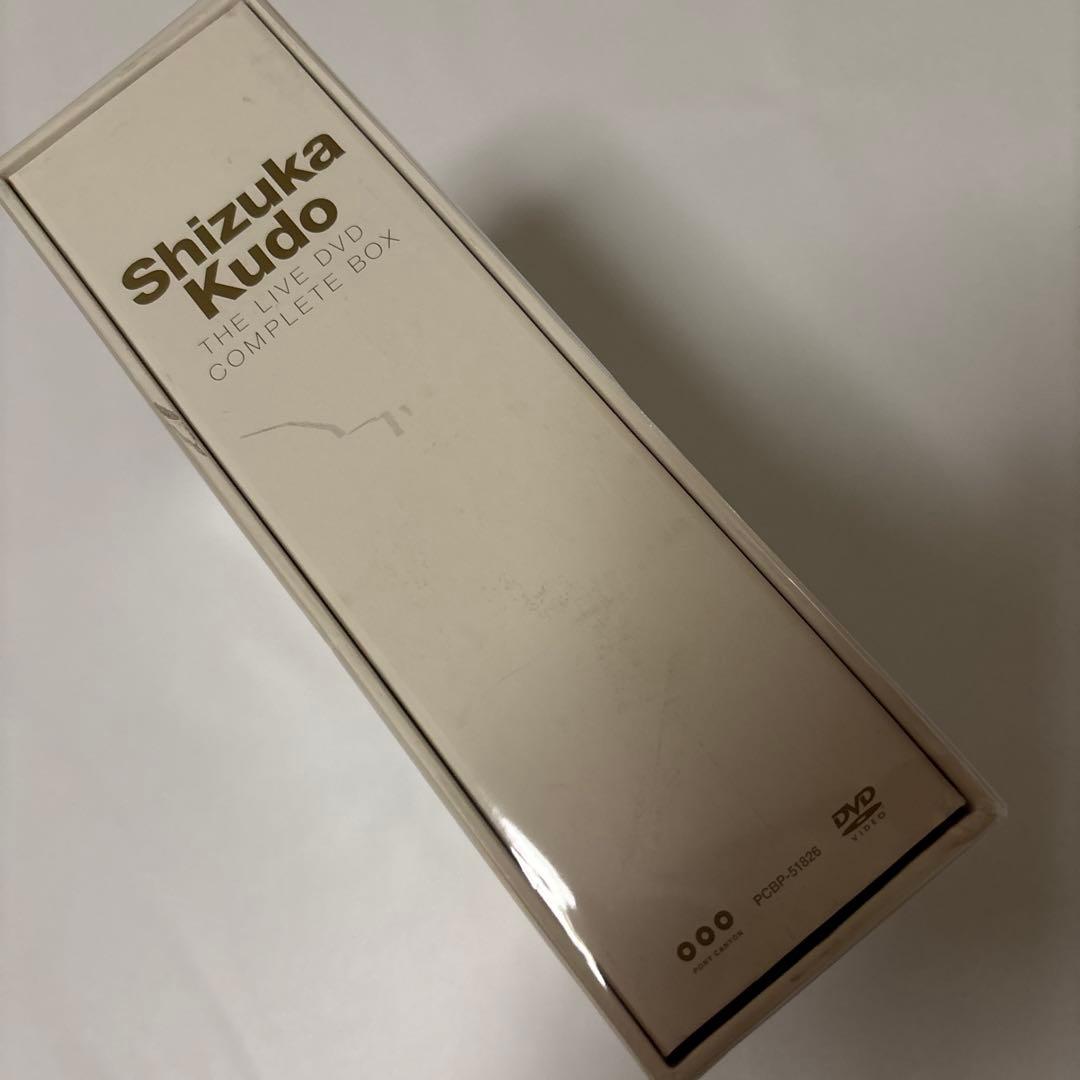 Shizuka
Kudo
THE LIVE DVD
COMPLETE BOX
DVD
VIDEO
PCBP-51826
PONY CANYON